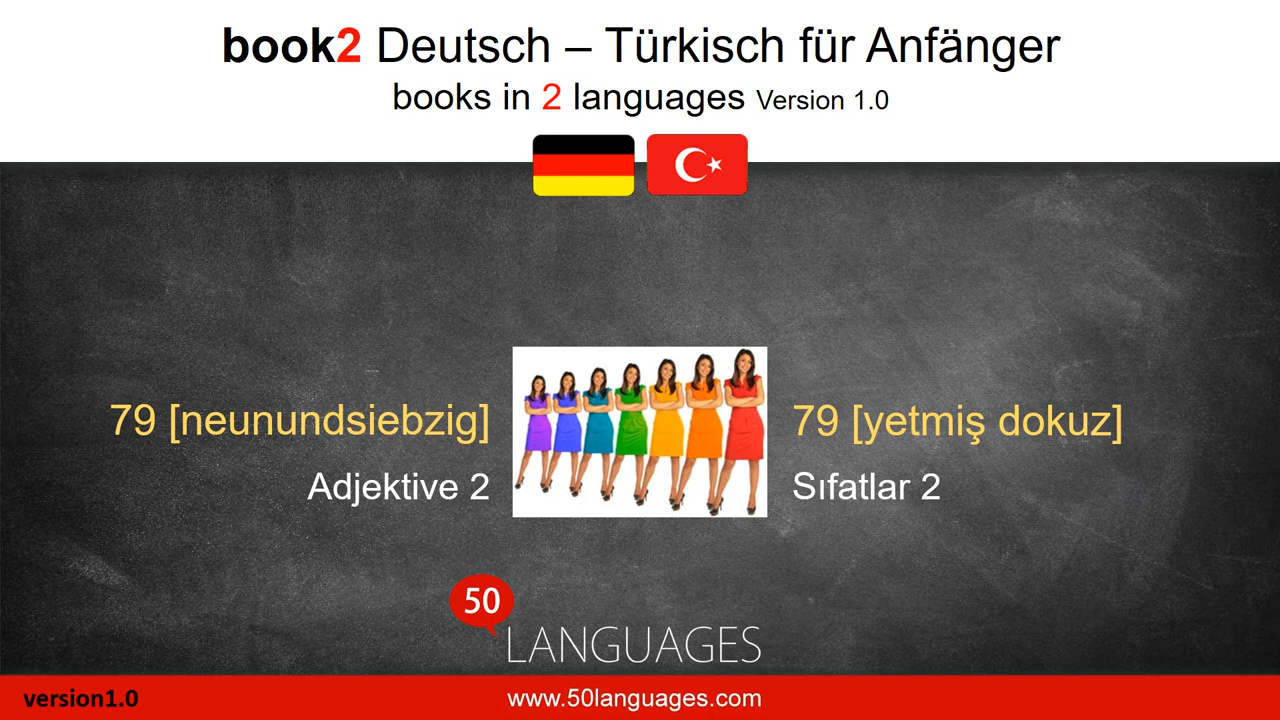 book2 Deutsch – Türkisch für Anfänger
books in 2 languages Version 1.0
79 [neunundsiebzig]
Adjektive 2
79 [yetmiş dokuz]
Sıfatlar 2
50
LANGUAGES
version1.0
www.50languages.com